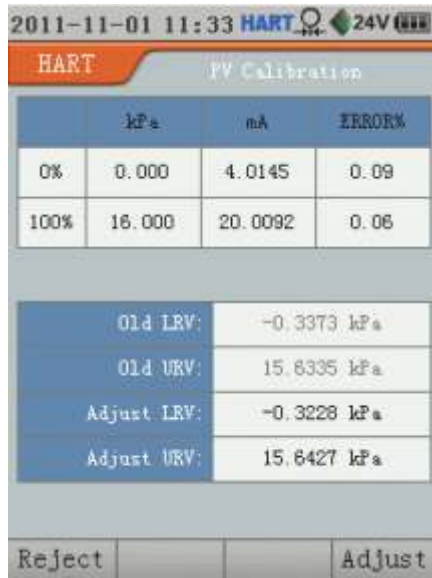 2011-11-01 11:33 HART 24V
HART PV Calibration
kPa mA ERROR%
0% 0.000 4.0145 0.09
100% 16.000 20.0092 0.06
Old LRV: -0.3373 kPa
Old URV: 15.6335 kPa
Adjust LRV: -0.3228 kPa
Adjust URV: 15.6427 kPa
Reject Adjust